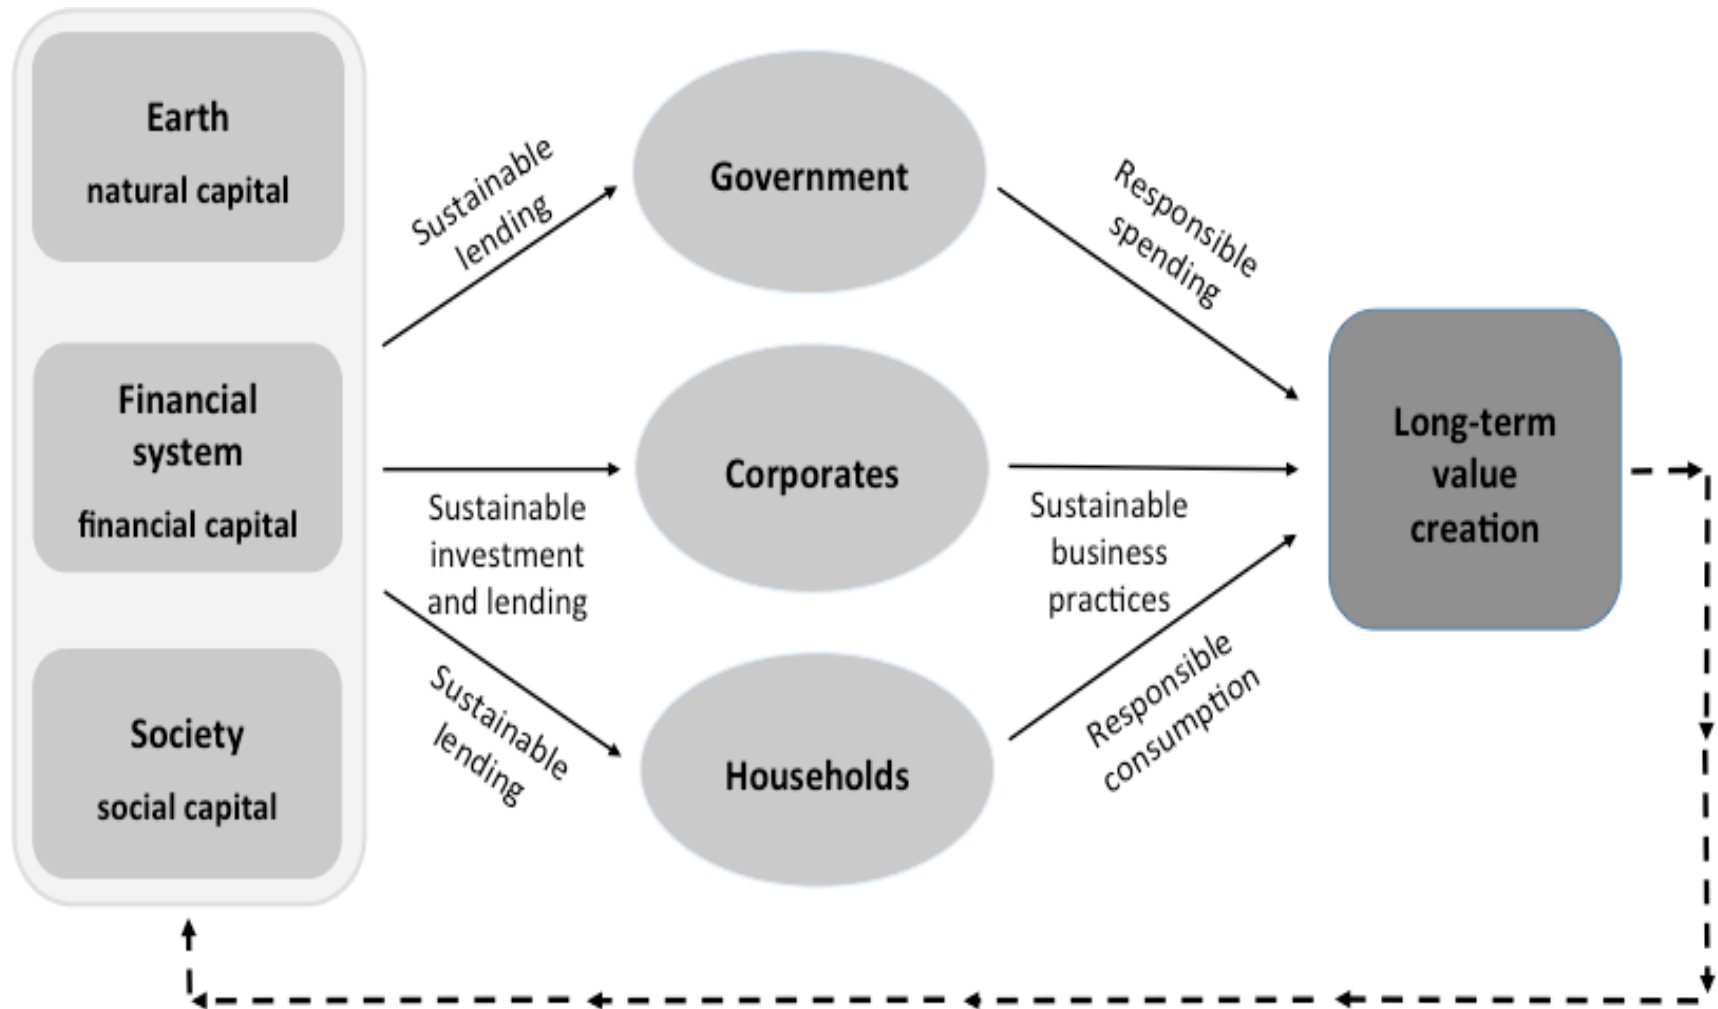 Earth
natural capital
Financial
system
financial capital
Society
social capital
Sustainable
lending
Sustainable
investment
and lending
Sustainable
lending
Government
Corporates
Households
Responsible
spending
Sustainable
business
practices
Responsible
consumption
Long-term
value
creation